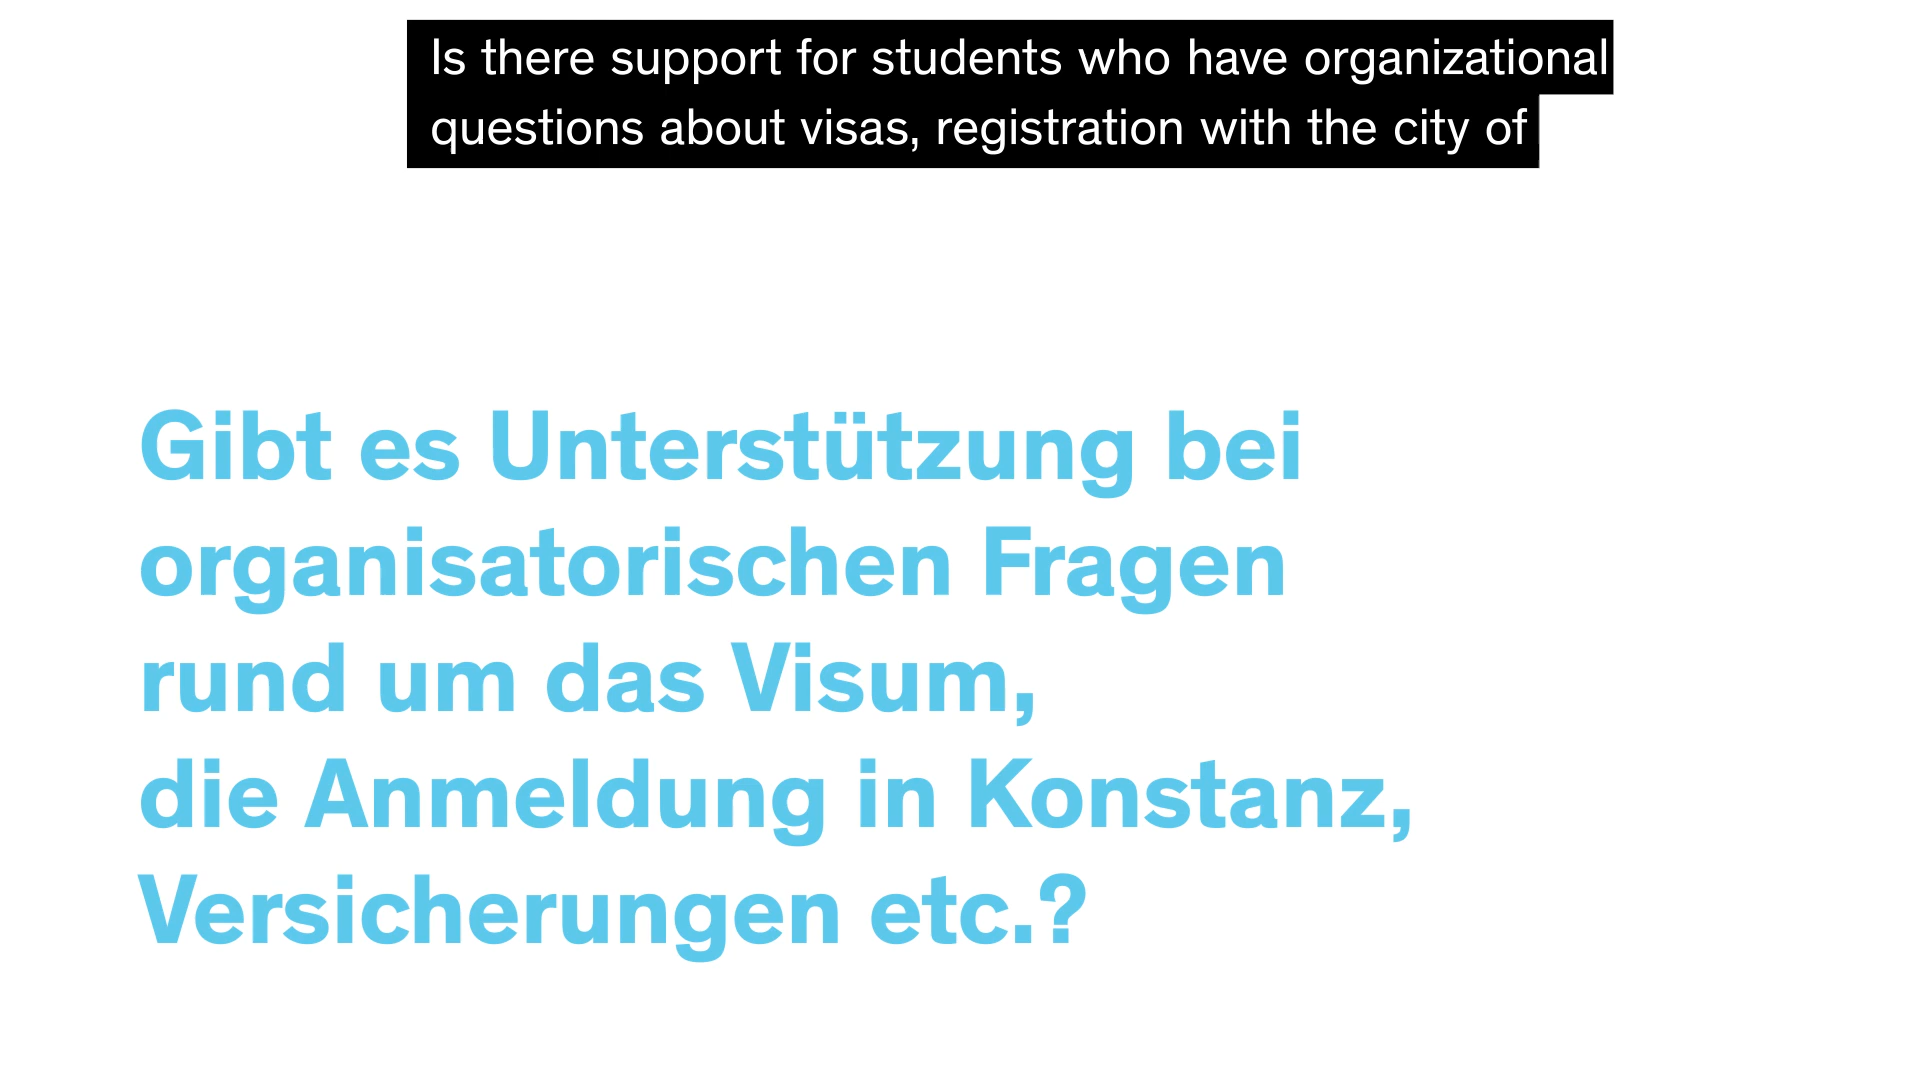 Is there support for students who have organizational
questions about visas, registration with the city of
Gibt es Unterstützung bei
organisatorischen Fragen
rund um das Visum,
die Anmeldung in Konstanz,
Versicherungen etc.?